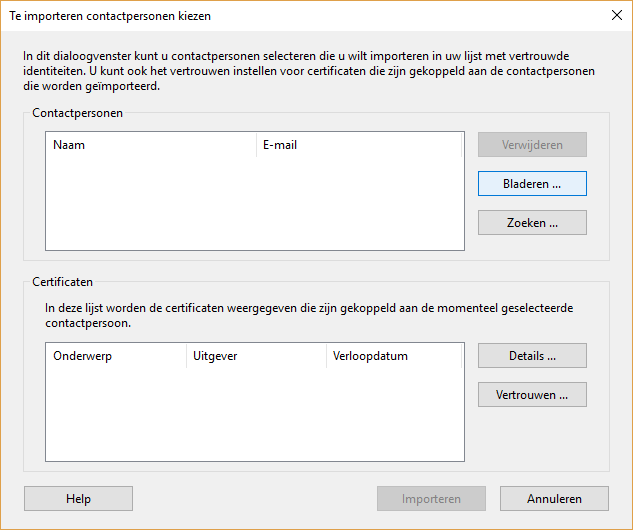 Te importeren contactpersonen kiezen
In dit dialoogvenster kunt u contactpersonen selecteren die u wilt importeren in uw lijst met vertrouwde
identiteiten. U kunt ook het vertrouwen instellen voor certificaten die zijn gekoppeld aan de contactpersonen
die worden geïmporteerd.
Contactpersonen
Naam E-mail
Verwijderen
Bladeren ...
Zoeken ...
Certificaten
In deze lijst worden de certificaten weergegeven die zijn gekoppeld aan de momenteel geselecteerde
contactpersoon.
Onderwerp Uitgever Verloopdatum
Details ...
Vertrouwen ...
Help Importeren Annuleren